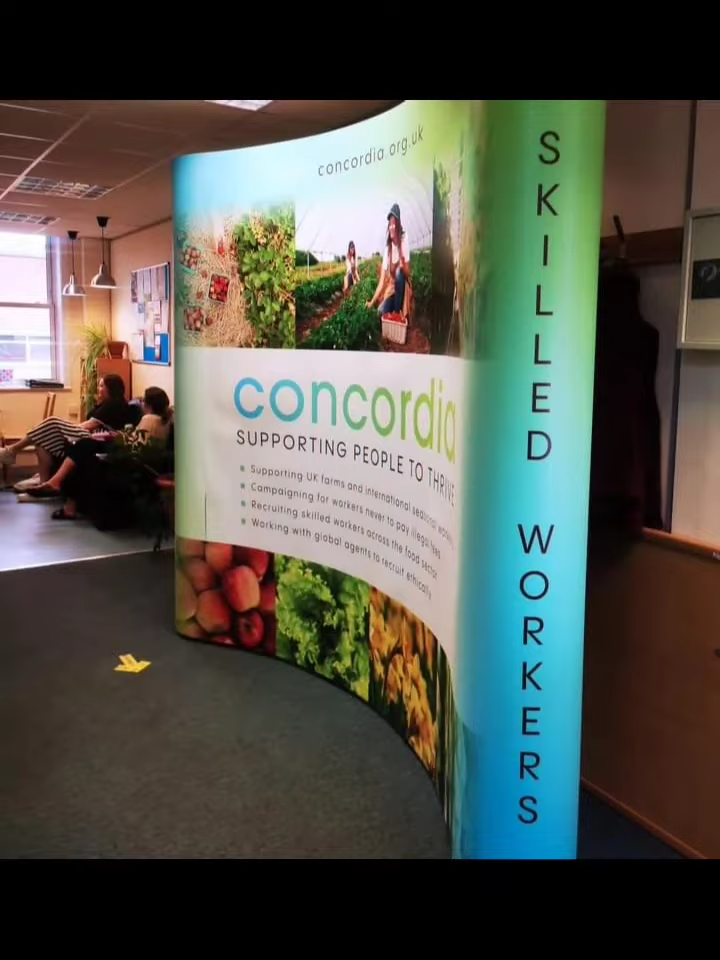 concordia.org.uk
concordia
SUPPORTING PEOPLE TO THRIVE
Supporting UK farms and international seasonal workers
Campaigning for workers never to pay illegal fees
Recruiting skilled workers across the food sector
Working with global agents to recruit ethically
SKILLED WORKERS